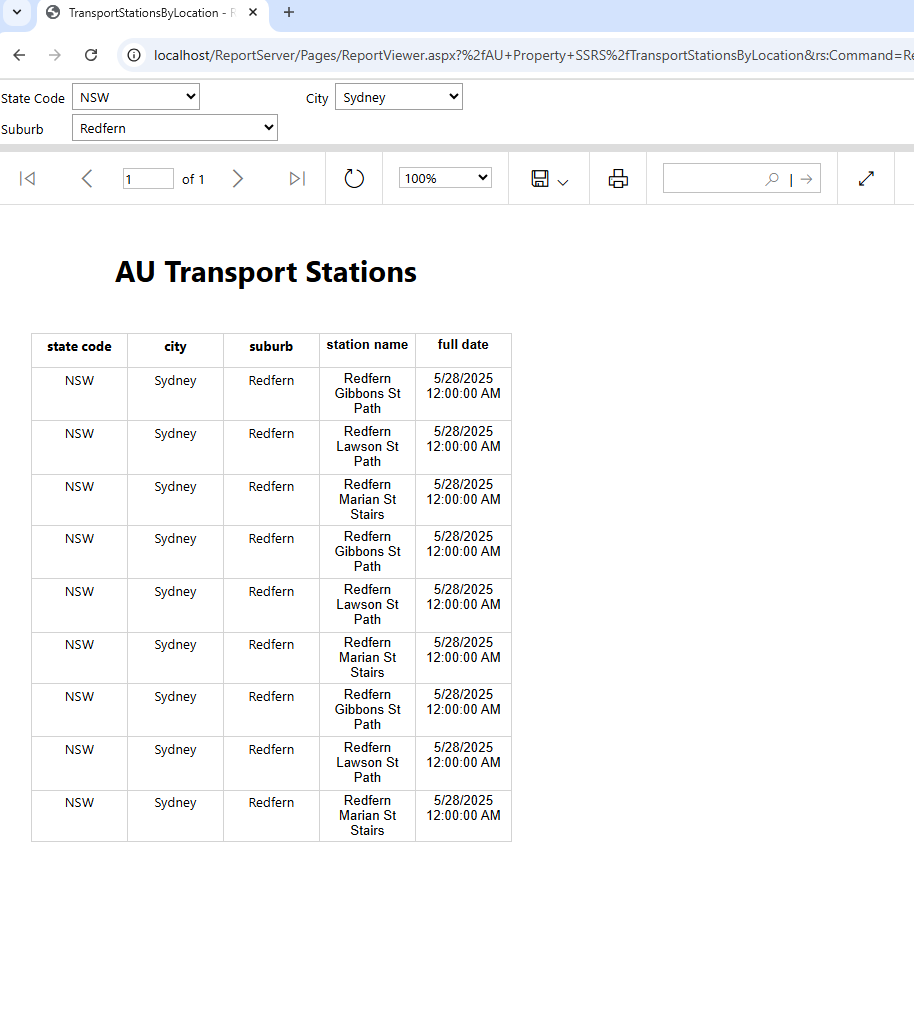 TransportStationsByLocation - R
localhost/ReportServer/Pages/ReportViewer.aspx?%2fAU+Property+SSRS%2fTransportStationsByLocation&rs:Command=Re
State Code NSW City Sydney
Suburb Redfern
1 of 1 100%
AU Transport Stations
state code city suburb station name full date
NSW Sydney Redfern Redfern 5/28/2025
Gibbons St 12:00:00 AM
Path
NSW Sydney Redfern Redfern 5/28/2025
Lawson St 12:00:00 AM
Path
NSW Sydney Redfern Redfern 5/28/2025
Marian St 12:00:00 AM
Stairs
NSW Sydney Redfern Redfern 5/28/2025
Gibbons St 12:00:00 AM
Path
NSW Sydney Redfern Redfern 5/28/2025
Lawson St 12:00:00 AM
Path
NSW Sydney Redfern Redfern 5/28/2025
Marian St 12:00:00 AM
Stairs
NSW Sydney Redfern Redfern 5/28/2025
Gibbons St 12:00:00 AM
Path
NSW Sydney Redfern Redfern 5/28/2025
Lawson St 12:00:00 AM
Path
NSW Sydney Redfern Redfern 5/28/2025
Marian St 12:00:00 AM
Stairs